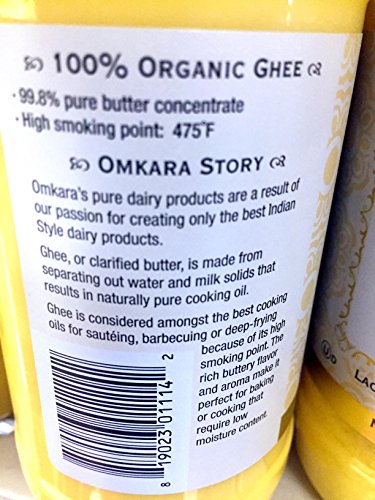 100% ORGANIC GHEE
· 99.8% pure butter concentrate
· High smoking point: 475°F
OMKARA STORY
Omkara's pure dairy products are a result of
our passion for creating only the best Indian
Style dairy products.
Ghee, or clarified butter, is made from
separating out water and milk solids that
results in naturally pure cooking oil.
Ghee is considered amongst the best cooking
oils for sautéing, barbecuing or deep-frying
because of its high
smoking point. The
rich buttery flavor
and aroma make it
perfect for baking
or cooking that
require low
moisture content.
8 19023 01114 2